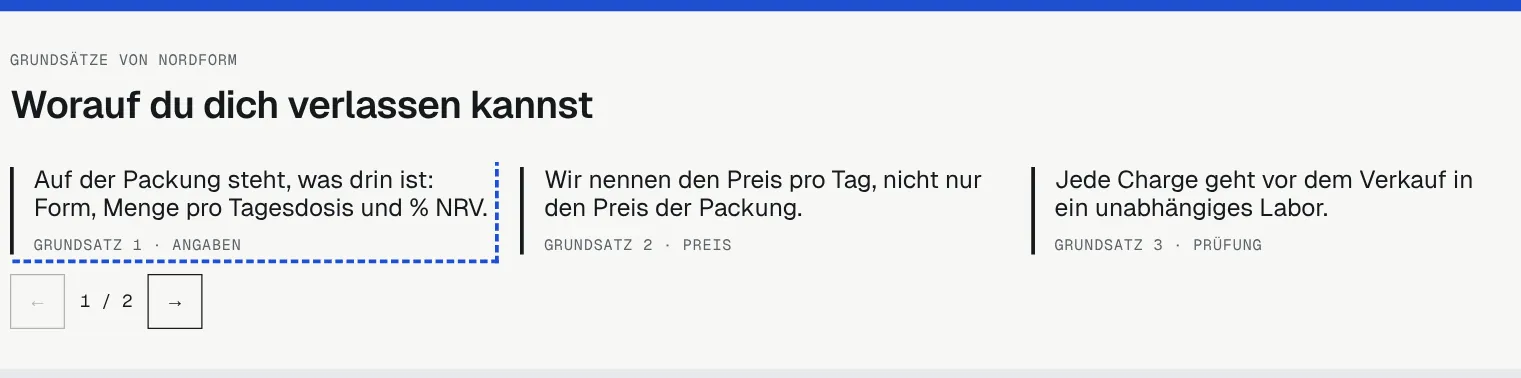 GRUNDSÄTZE VON NORDFORM
Worauf du dich verlassen kannst
Auf der Packung steht, was drin ist:
Form, Menge pro Tagesdosis und % NRV.
GRUNDSATZ 1 · ANGABEN
Wir nennen den Preis pro Tag, nicht nur
den Preis der Packung.
GRUNDSATZ 2 · PREIS
Jede Charge geht vor dem Verkauf in
ein unabhängiges Labor.
GRUNDSATZ 3 · PRÜFUNG
← 1 / 2 →